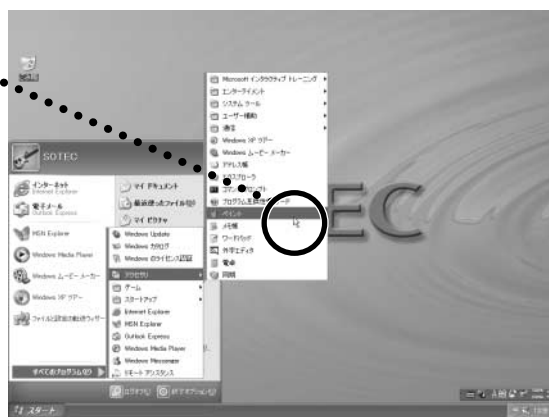 SOTEC
インターネット
Internet Explorer
電子メール
Outlook Express
MSN Explorer
Windows Media Player
Windows ムービー メーカー
Windows XP ツアー
ファイルと設定の転送ウィザー
すべてのプログラム(P)
マイ ドキュメント
最近使ったファイル(D)
マイ ピクチャ
Windows Update
Windows カタログ
Windows のライセンス認証
アクセサリ
ゲーム
スタートアップ
Internet Explorer
MSN Explorer
Outlook Express
Windows Media Player
Windows Messenger
リモート アシスタンス
ログオフ(L)
終了オプション(U)
Microsoft インタラクティブ トレーニング
エンターテイメント
システム ツール
ユーザー補助
通信
Windows XP ツアー
Windows ムービー メーカー
アドレス帳
エクスプローラ
コマンド プロンプト
プログラム互換性ウィザード
ペイント
メモ帳
ワードパッド
外字エディタ
電卓
同期
EC
スタート